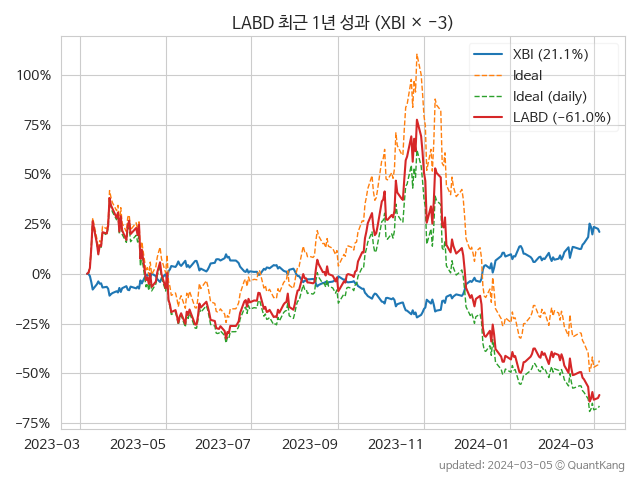 LABD 최근 1년 성과 (XBI × −3)
XBI (21.1%)
Ideal
Ideal (daily)
LABD (−61.0%)
100%
75%
50%
25%
0%
−25%
−50%
−75%
2023−03 2023−05 2023−07 2023−09 2023−11 2024−01 2024−03
updated: 2024−03−05 © QuantKang